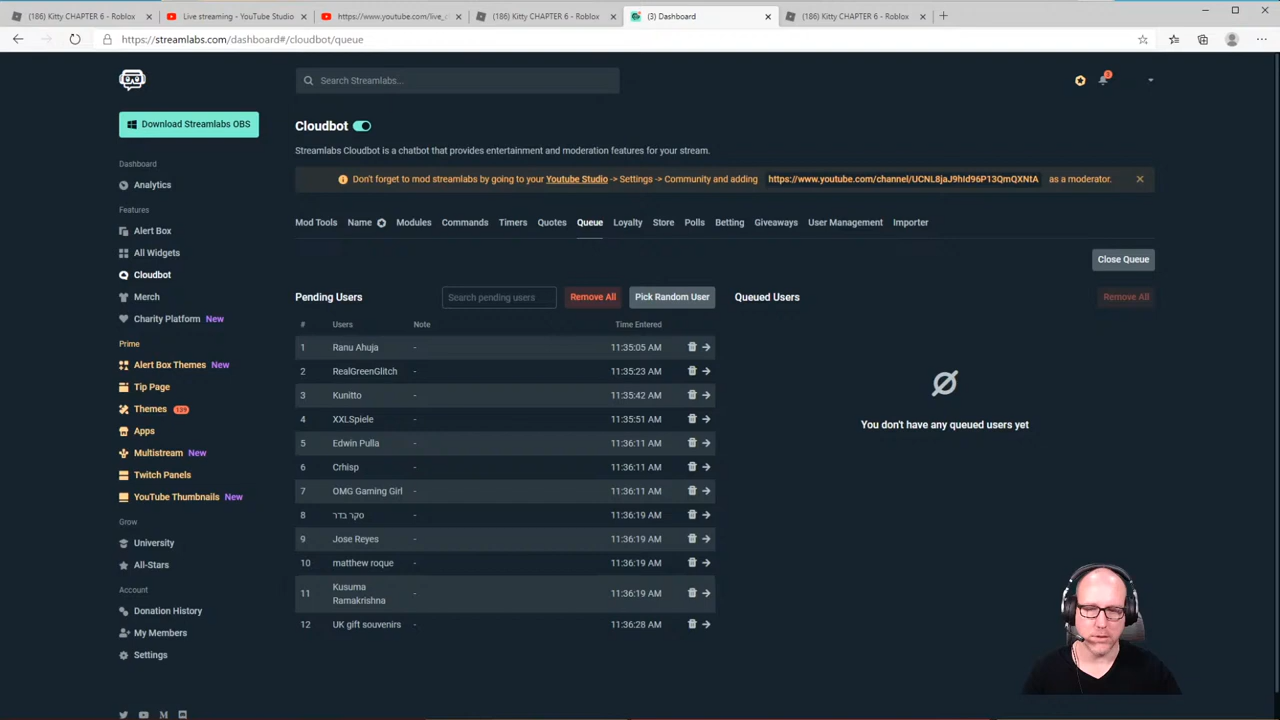 (186) Kitty CHAPTER 6 - Roblox
Live streaming - YouTube Studio
https://www.youtube.com/live_c
(186) Kitty CHAPTER 6 - Roblox
(3) Dashboard
(186) Kitty CHAPTER 6 - Roblox
https://streamlabs.com/dashboard#/cloudbot/queue
Search Streamlabs...
Download Streamlabs OBS
Dashboard
Analytics
Features
Alert Box
All Widgets
Cloudbot
Merch
Charity Platform New
Prime
Alert Box Themes New
Tip Page
Themes 139
Apps
Multistream New
Twitch Panels
YouTube Thumbnails New
Grow
University
All-Stars
Account
Donation History
My Members
Settings
Cloudbot
Streamlabs Cloudbot is a chatbot that provides entertainment and moderation features for your stream.
Don't forget to mod streamlabs by going to your Youtube Studio -> Settings -> Community and adding https://www.youtube.com/channel/UCNL8jaJ9hId96P13QmQXNtA as a moderator.
Mod Tools Name Modules Commands Timers Quotes Queue Loyalty Store Polls Betting Giveaways User Management Importer
Close Queue
Pending Users
Search pending users
Remove All
Pick Random User
# Users Note Time Entered
1 Ranu Ahuja - 11:35:05 AM
2 RealGreenGlitch - 11:35:23 AM
3 Kunitto - 11:35:42 AM
4 XXLSpiele - 11:35:51 AM
5 Edwin Pulla - 11:36:11 AM
6 Crhisp - 11:36:11 AM
7 OMG Gaming Girl - 11:36:11 AM
8 סקר בדר - 11:36:19 AM
9 Jose Reyes - 11:36:19 AM
10 matthew roque - 11:36:19 AM
11 Kusuma Ramakrishna - 11:36:19 AM
12 UK gift souvenirs - 11:36:28 AM
Queued Users
Remove All
You don't have any queued users yet